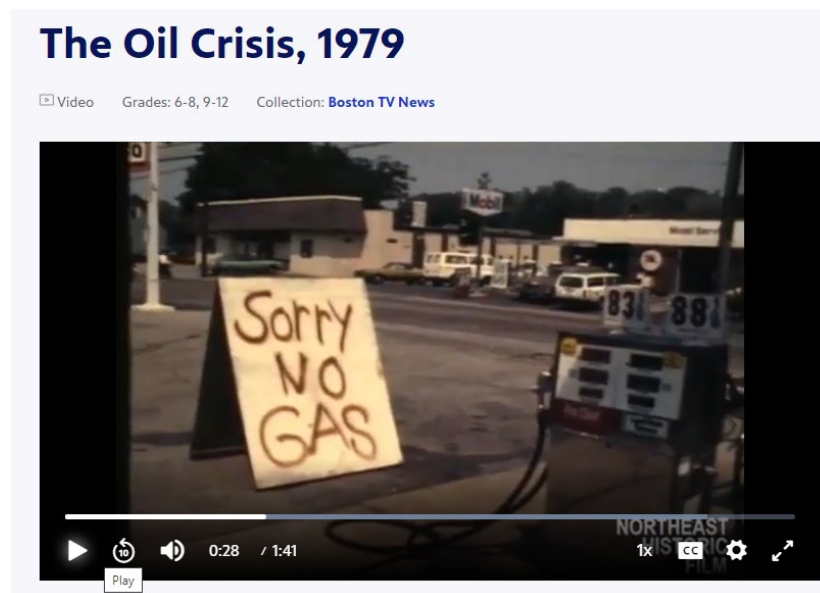 The Oil Crisis, 1979
Video Grades: 6-8, 9-12 Collection: Boston TV News
Mobil
83 88
Sorry
NO
GAS
NORTHEAST
HISTORIC
FILM
10 0:28 / 1:41 1x CC
Play